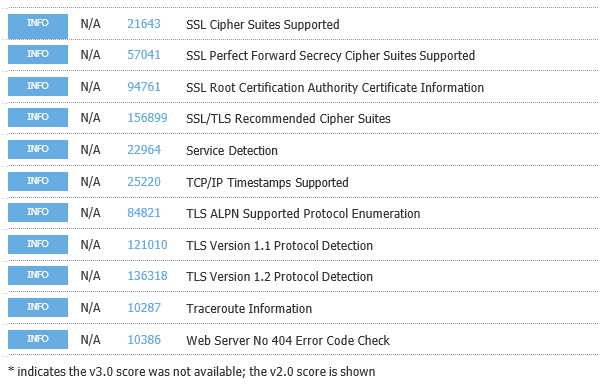 INFO N/A 21643 SSL Cipher Suites Supported
INFO N/A 57041 SSL Perfect Forward Secrecy Cipher Suites Supported
INFO N/A 94761 SSL Root Certification Authority Certificate Information
INFO N/A 156899 SSL/TLS Recommended Cipher Suites
INFO N/A 22964 Service Detection
INFO N/A 25220 TCP/IP Timestamps Supported
INFO N/A 84821 TLS ALPN Supported Protocol Enumeration
INFO N/A 121010 TLS Version 1.1 Protocol Detection
INFO N/A 136318 TLS Version 1.2 Protocol Detection
INFO N/A 10287 Traceroute Information
INFO N/A 10386 Web Server No 404 Error Code Check
* indicates the v3.0 score was not available; the v2.0 score is shown